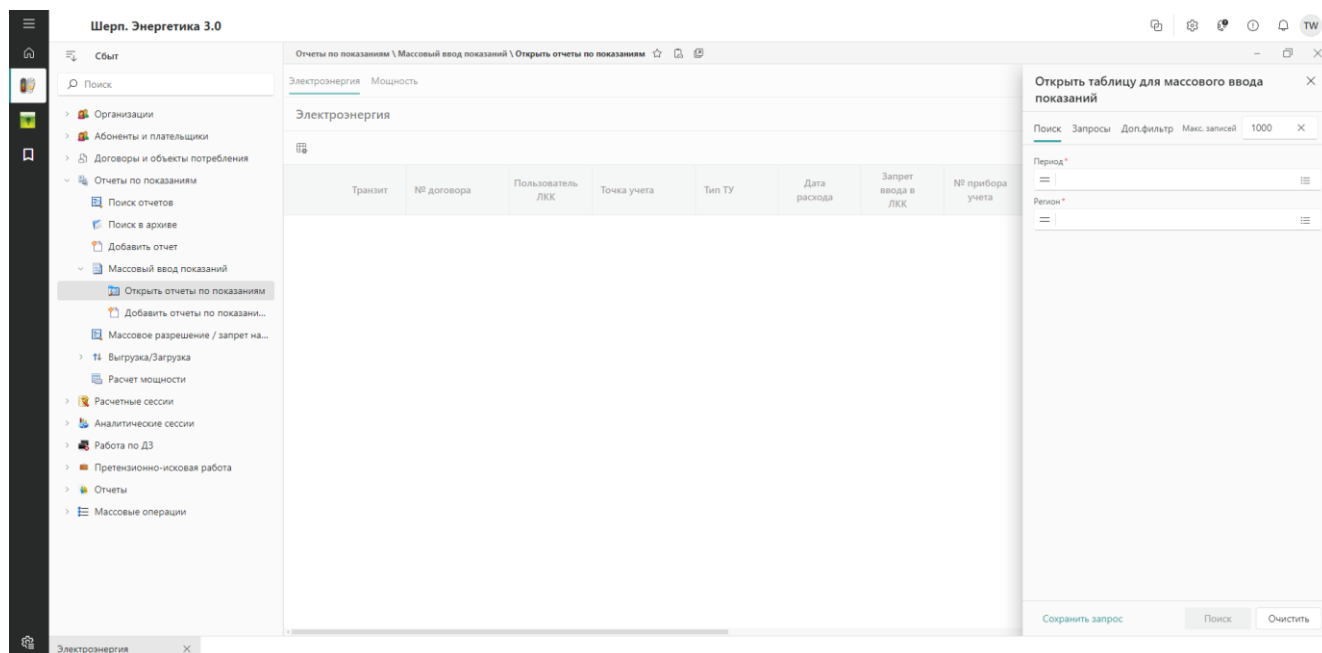 Шерп. Энергетика 3.0
TW
Сбыт
Поиск
Организации
Абоненты и плательщики
Договоры и объекты потребления
Отчеты по показаниям
Поиск отчетов
Поиск в архиве
Добавить отчет
Массовый ввод показаний
Открыть отчеты по показаниям
Добавить отчеты по показани...
Массовое разрешение / запрет на...
Выгрузка/Загрузка
Расчет мощности
Расчетные сессии
Аналитические сессии
Работа по ДЗ
Претензионно-исковая работа
Отчеты
Массовые операции
Отчеты по показаниям \ Массовый ввод показаний \ Открыть отчеты по показаниям
Электроэнергия Мощность
Электроэнергия
Транзит
№ договора
Пользователь
ЛКК
Точка учета
Тип ТУ
Дата
расхода
Запрет
ввода в
ЛКК
№ прибора
учета
Открыть таблицу для массового ввода
показаний
Поиск Запросы Доп.фильтр Макс. записей 1000
Период*
Регион*
Сохранить запрос
Поиск
Очистить
Электроэнергия